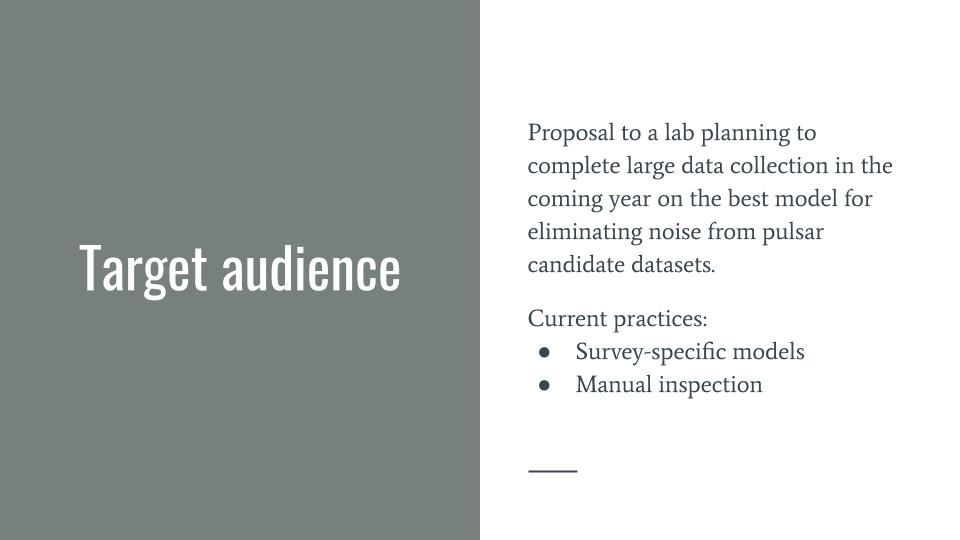 Target audience
Proposal to a lab planning to
complete large data collection in the
coming year on the best model for
eliminating noise from pulsar
candidate datasets.
Current practices:
● Survey-specific models
● Manual inspection